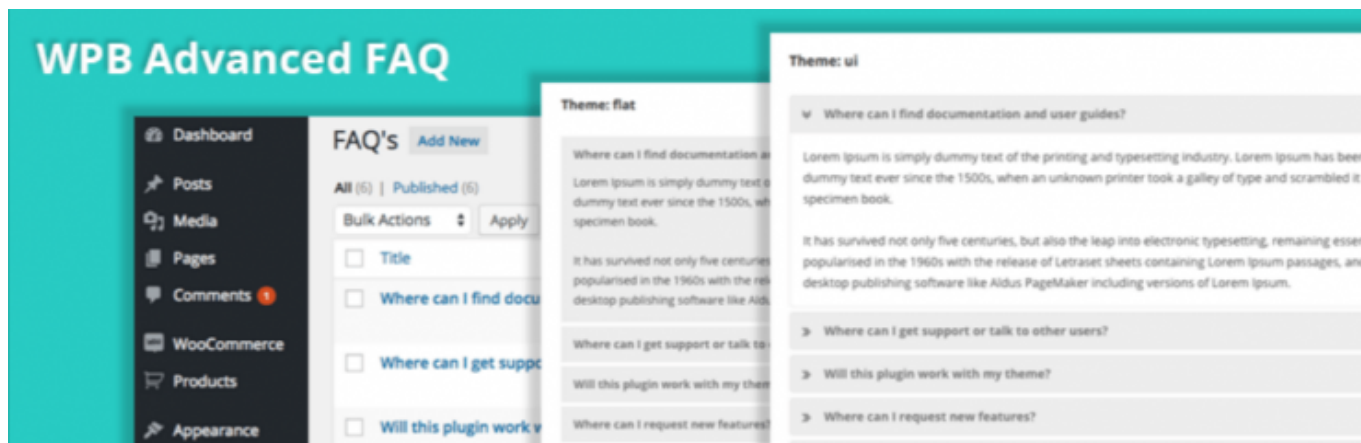 WPB Advanced FAQ
Dashboard
Posts
Media
Pages
Comments 1
WooCommerce
Products
Appearance
FAQ's Add New
All (6) | Published (6)
Bulk Actions Apply
Title
Where can I find docu
Where can I get suppo
Will this plugin work w
Theme: flat
Where can I find documentation a
Lorem Ipsum is simply dummy text o
dummy text ever since the 1500s, wh
specimen book.
It has survived not only five centuries
popularised in the 1960s with the rele
desktop publishing software like Aldu
Where can I get support or talk to
Will this plugin work with my them
Where can I request new features?
Theme: ui
Where can I find documentation and user guides?
Lorem Ipsum is simply dummy text of the printing and typesetting industry. Lorem Ipsum has been
dummy text ever since the 1500s, when an unknown printer took a galley of type and scrambled it
specimen book.
It has survived not only five centuries, but also the leap into electronic typesetting, remaining essen
popularised in the 1960s with the release of Letraset sheets containing Lorem Ipsum passages, and
desktop publishing software like Aldus PageMaker including versions of Lorem Ipsum.
Where can I get support or talk to other users?
Will this plugin work with my theme?
Where can I request new features?